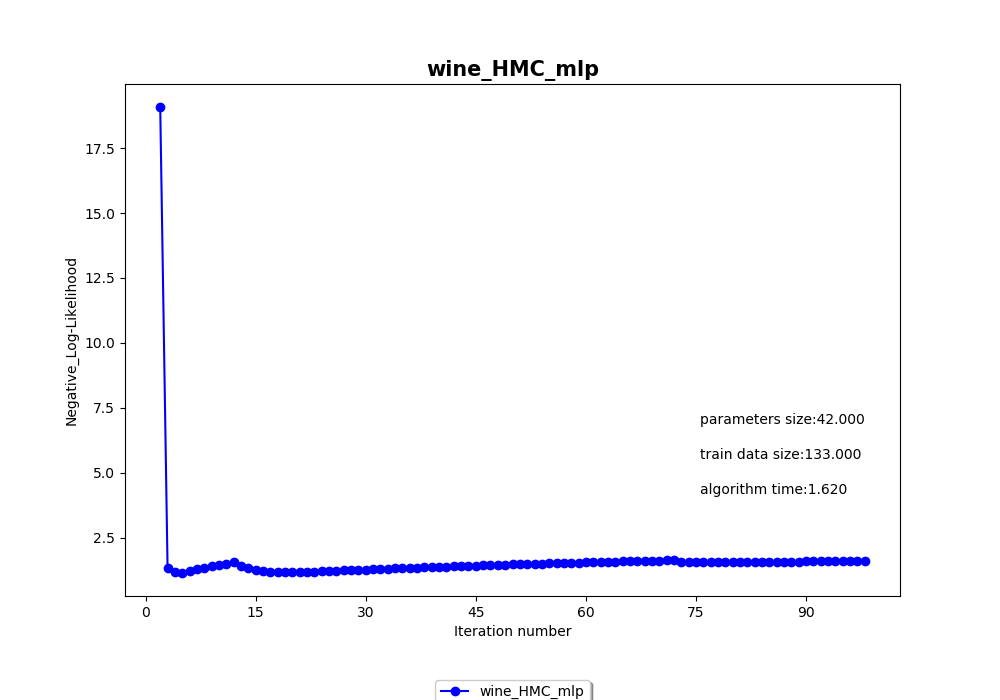 wine_HMC_mlp
17.5
15.0
12.5
10.0
7.5
5.0
2.5
Negative_Log-Likelihood
parameters size:42.000
train data size:133.000
algorithm time:1.620
0 15 30 45 60 75 90
Iteration number
wine_HMC_mlp